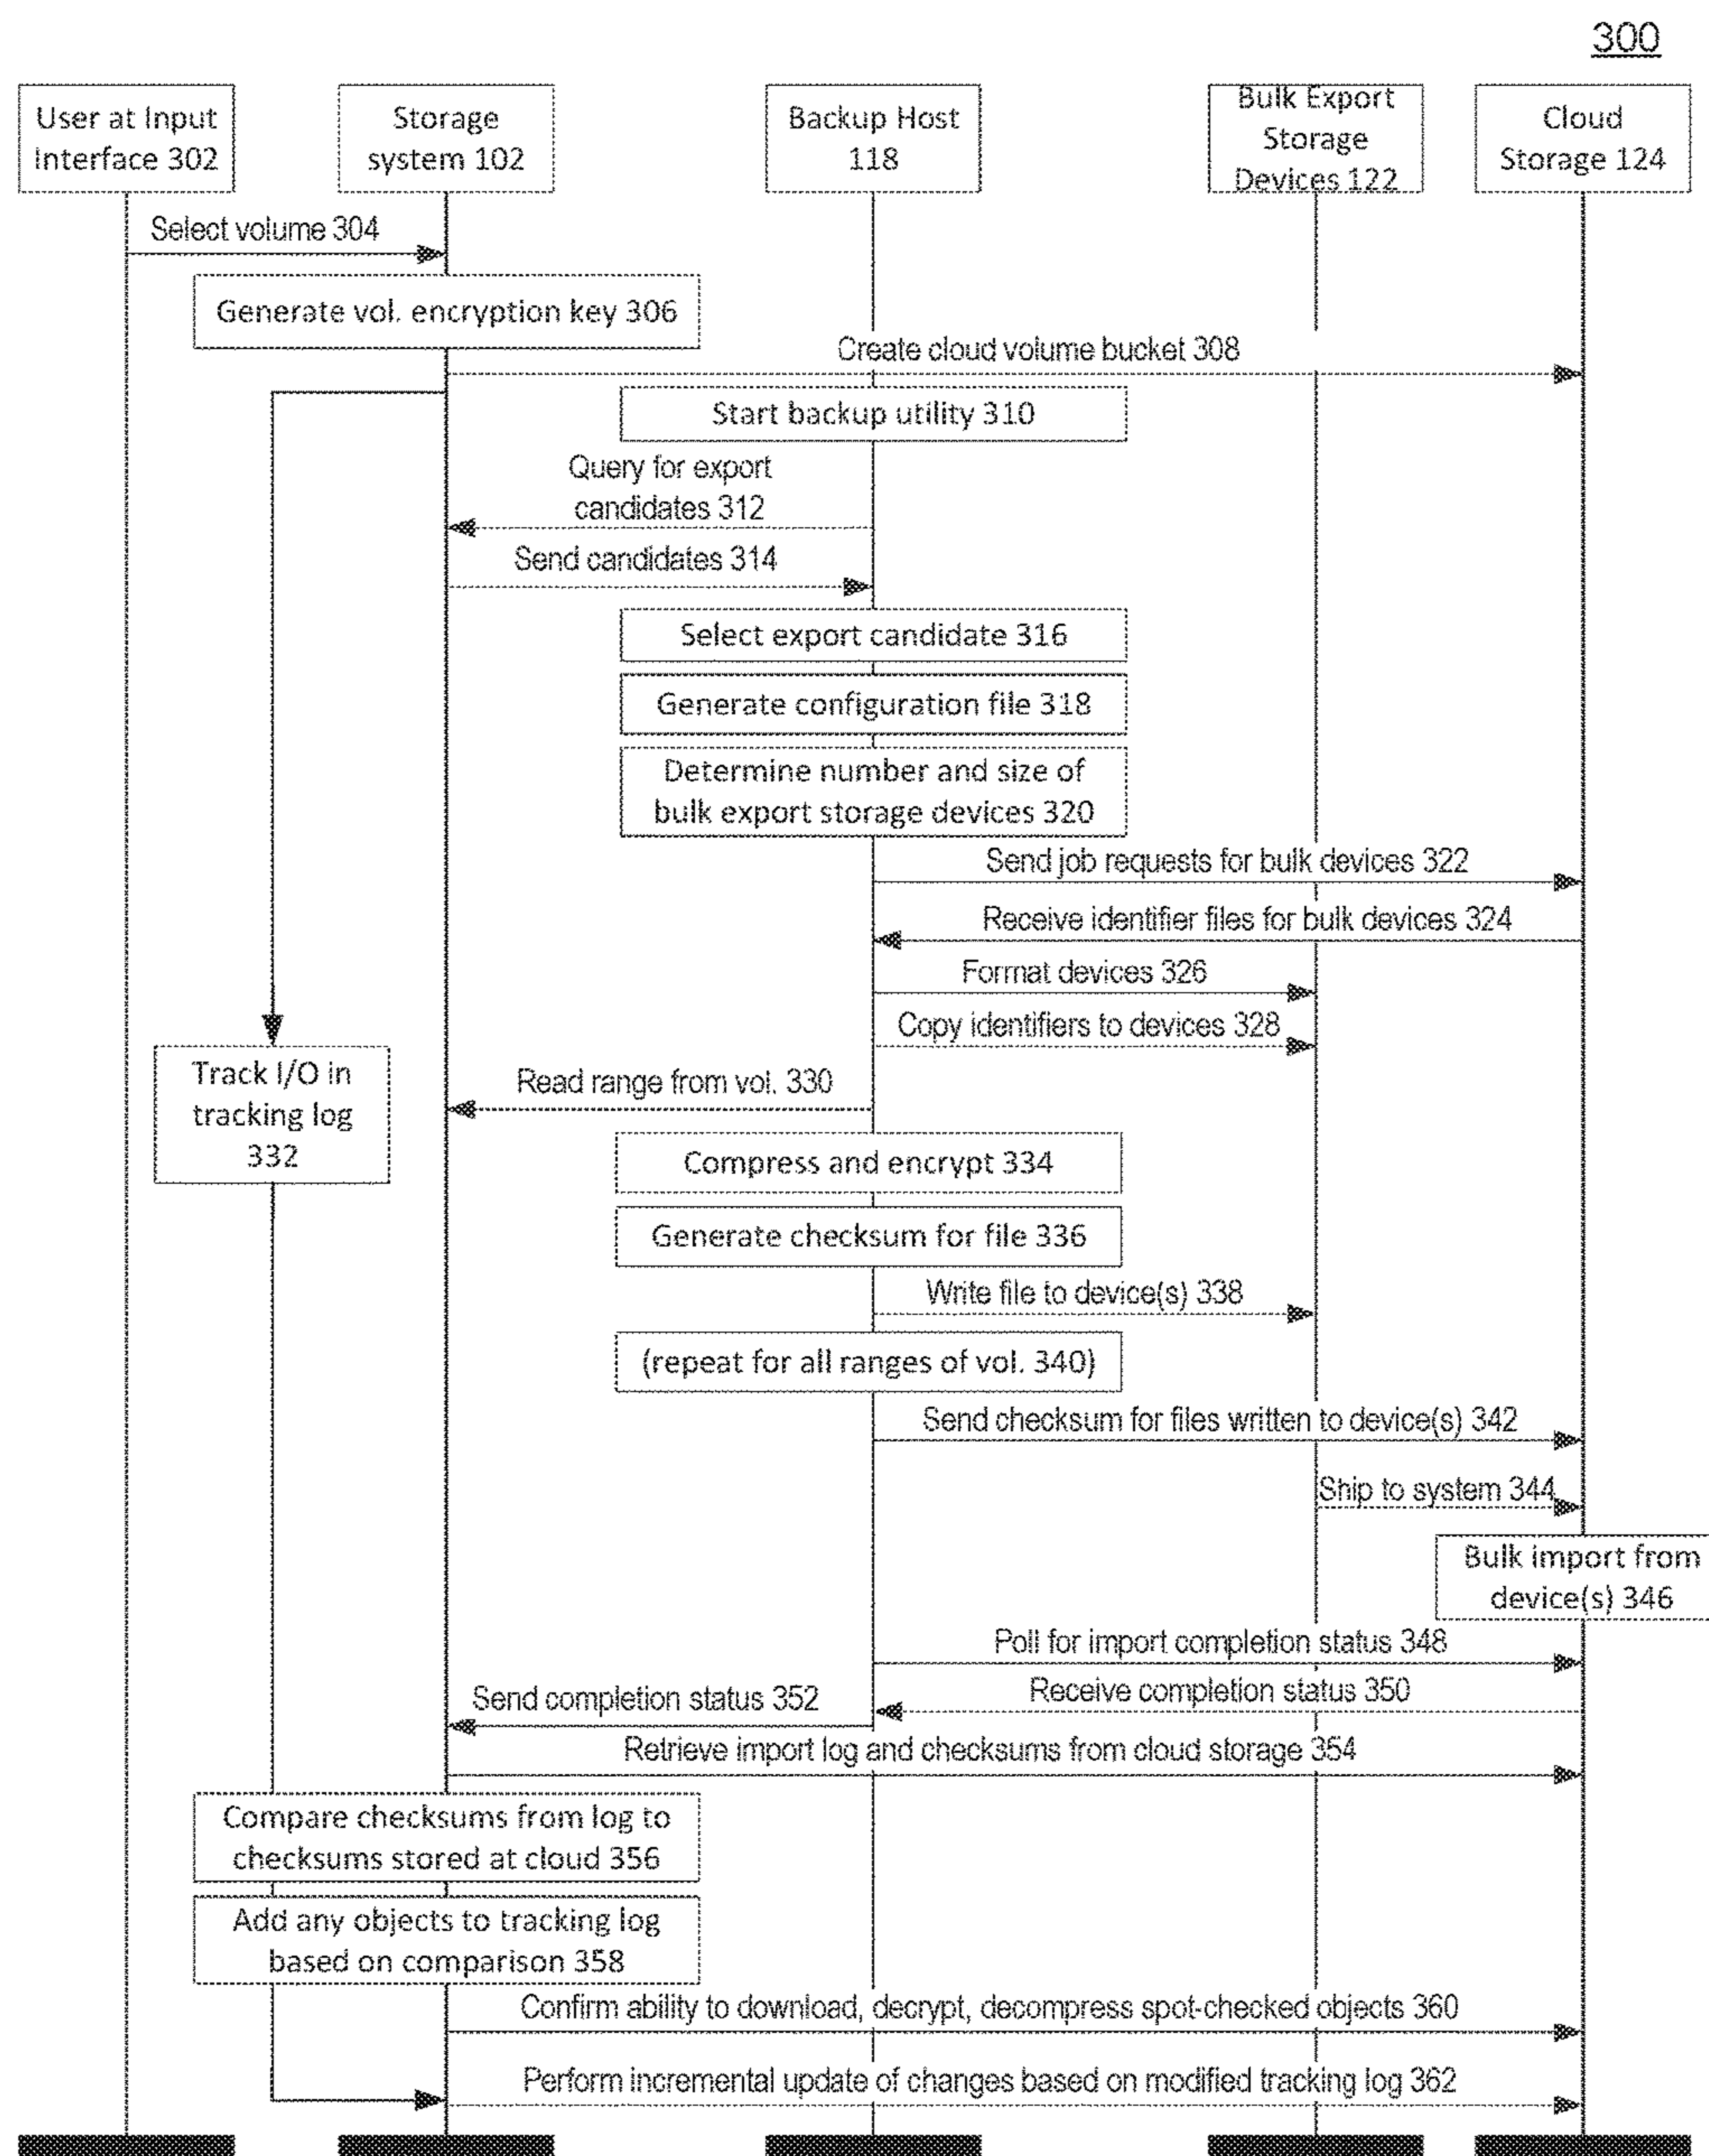 300
User at Input
Interface 302
Storage
system 102
Backup Host
118
Bulk Export
Storage
Devices 122
Cloud
Storage 124
Select volume 304
Generate vol. encryption key 306
Create cloud volume bucket 308
Start backup utility 310
Query for export
candidates 312
Send candidates 314
Select export candidate 316
Generate configuration file 318
Determine number and size of
bulk export storage devices 320
Send job requests for bulk devices 322
Receive identifier files for bulk devices 324
Format devices 326
Copy identifiers to devices 328
Track I/O in
tracking log
332
Read range from vol. 330
Compress and encrypt 334
Generate checksum for file 336
Write file to device(s) 338
(repeat for all ranges of vol. 340)
Send checksum for files written to device(s) 342
Ship to system 344
Bulk import from
device(s) 346
Poll for import completion status 348
Receive completion status 350
Send completion status 352
Retrieve import log and checksums from cloud storage 354
Compare checksums from log to
checksums stored at cloud 356
Add any objects to tracking log
based on comparison 358
Confirm ability to download, decrypt, decompress spot-checked objects 360
Perform incremental update of changes based on modified tracking log 362